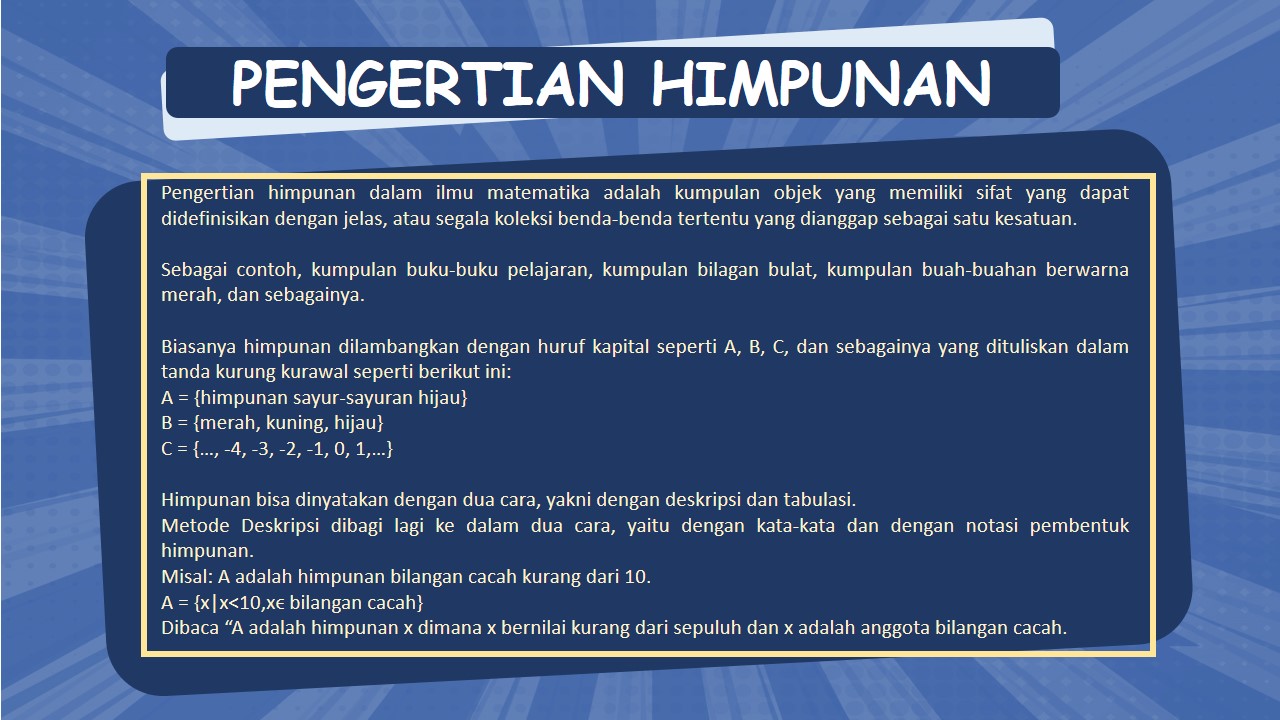 PENGERTIAN HIMPUNAN
Pengertian himpunan dalam ilmu matematika adalah kumpulan objek yang memiliki sifat yang dapat
didefinisikan dengan jelas, atau segala koleksi benda-benda tertentu yang dianggap sebagai satu kesatuan.
Sebagai contoh, kumpulan buku-buku pelajaran, kumpulan bilagan bulat, kumpulan buah-buahan berwarna
merah, dan sebagainya.
Biasanya himpunan dilambangkan dengan huruf kapital seperti A, B, C, dan sebagainya yang dituliskan dalam
tanda kurung kurawal seperti berikut ini:
A = {himpunan sayur-sayuran hijau}
B = {merah, kuning, hijau}
C = {…, -4, -3, -2, -1, 0, 1,…}
Himpunan bisa dinyatakan dengan dua cara, yakni dengan deskripsi dan tabulasi.
Metode Deskripsi dibagi lagi ke dalam dua cara, yaitu dengan kata-kata dan dengan notasi pembentuk
himpunan.
Misal: A adalah himpunan bilangan cacah kurang dari 10.
A = {x|x<10,xϵ bilangan cacah}
Dibaca “A adalah himpunan x dimana x bernilai kurang dari sepuluh dan x adalah anggota bilangan cacah.